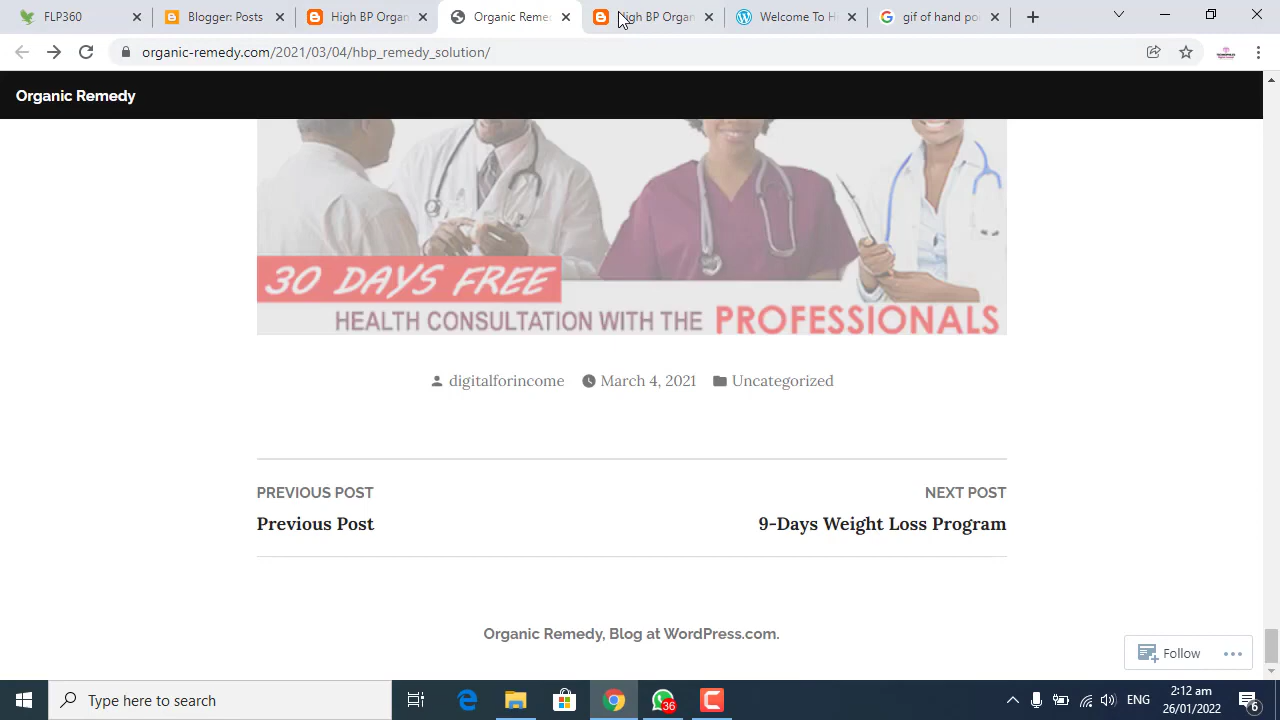 ELP360
Blogger: Posts
High BP Organ
Organic Reme
High BP Organ
Welcome To H
gif of hand po
organic-remedy.com/2021/03/04/hbp_remedy_solution/
Organic Remedy
30 DAYS FREE
HEALTH CONSULTATION WITH THE PROFESSIONALS
digitalforincome March 4, 2021 Uncategorized
PREVIOUS POST
Previous Post
NEXT POST
9-Days Weight Loss Program
Organic Remedy, Blog at WordPress.com.
Follow
Type here to search
36
ENG
2:12 am
26/01/2022
6